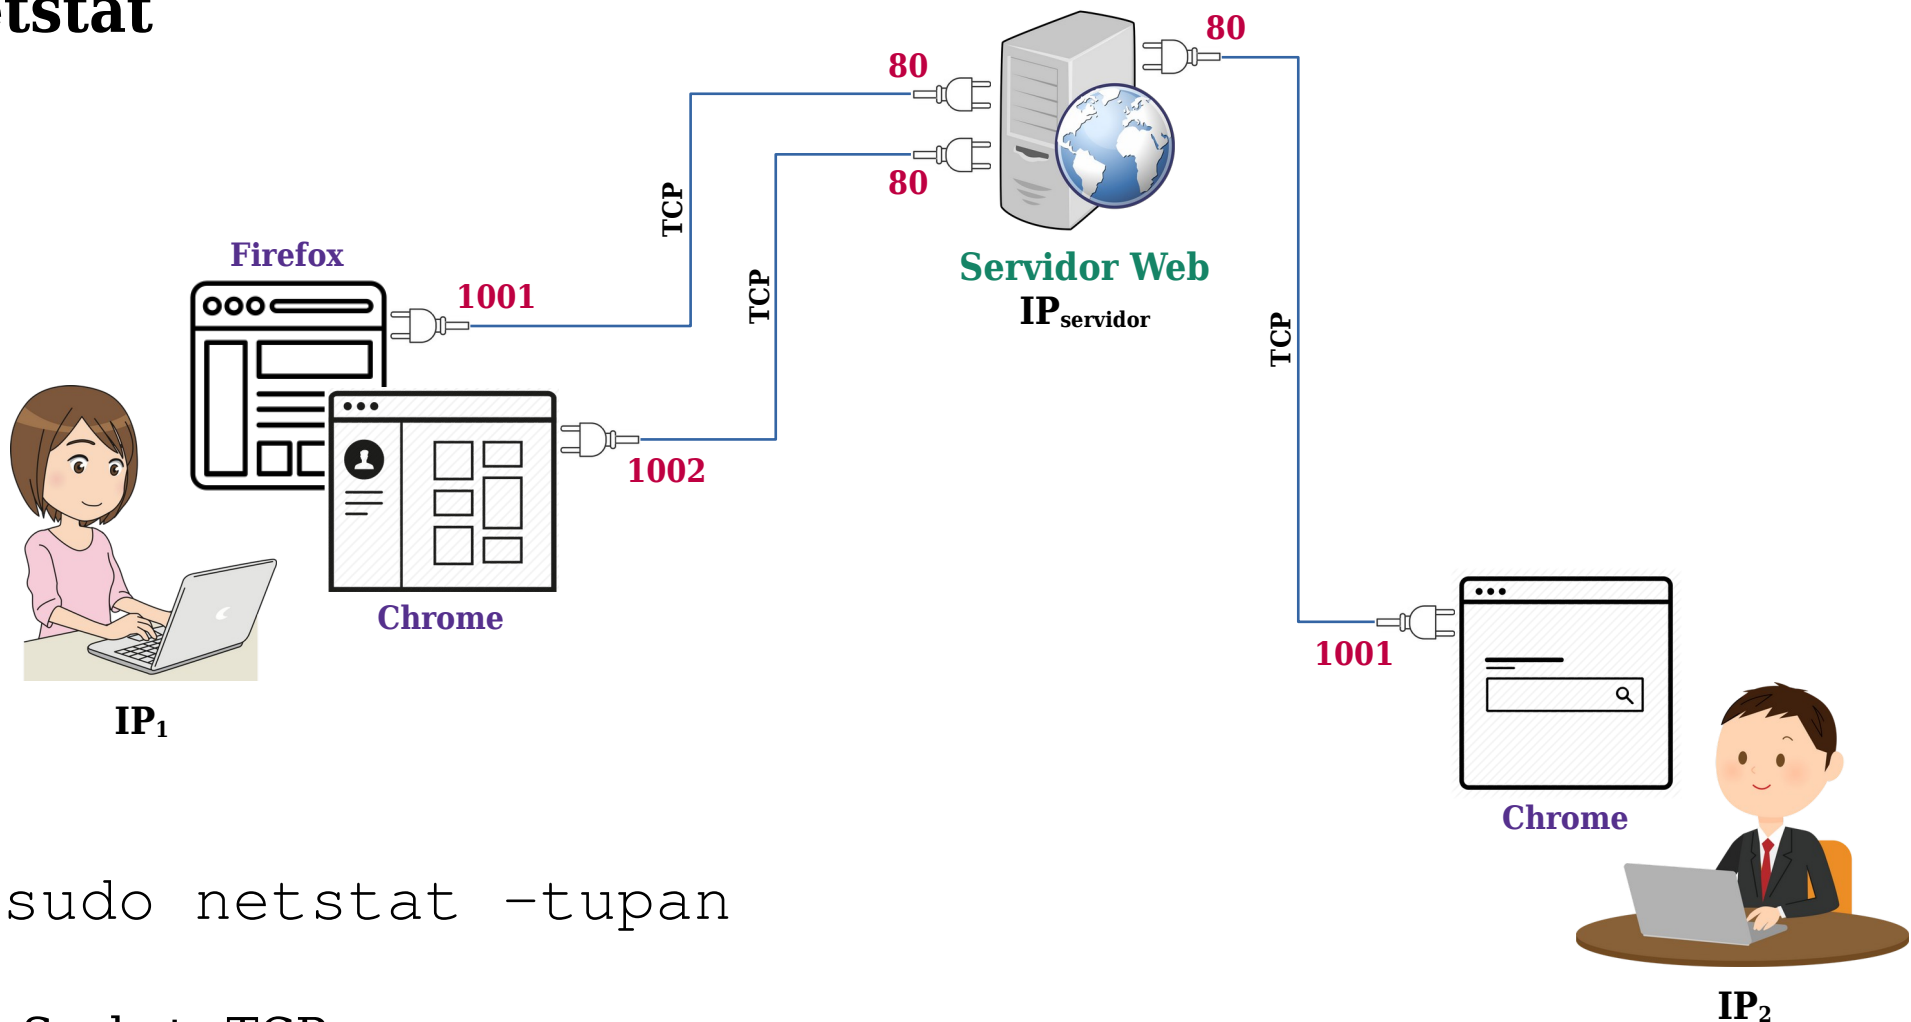 80
80
80
TCP
TCP
TCP
Firefox
1001
Servidor Web
IPservidor
1002
Chrome
1001
IP1
Chrome
sudo netstat -tupan
TCP
IP2